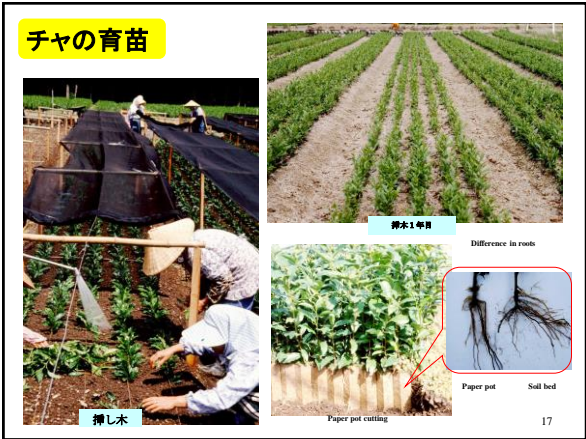 チャの育苗
挿木１年目
Difference in roots
Paper pot
Soil bed
挿し木
Paper pot cutting
17